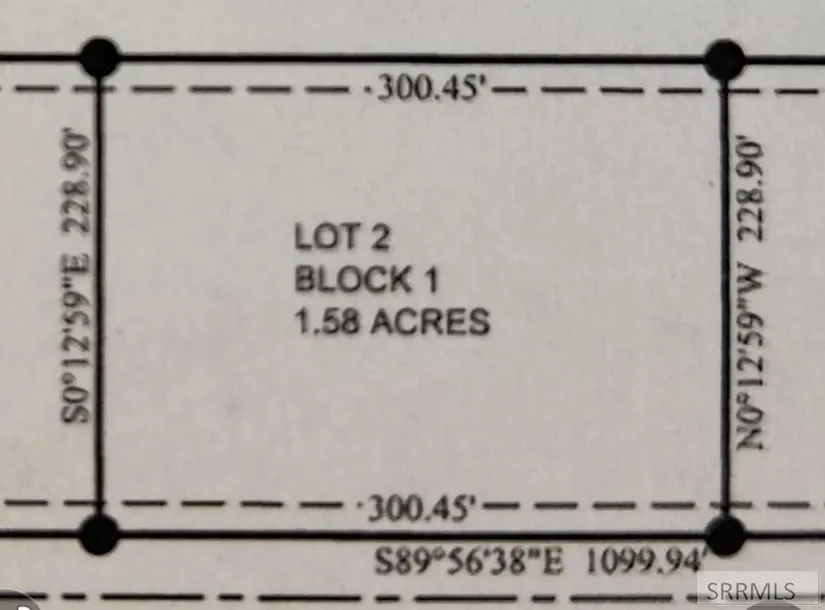 ·300.45'
S0°12'59"E 228.90'
N0°12'59"W 228.90'
LOT 2
BLOCK 1
1.58 ACRES
·300.45'
S89°56'38"E 1099.94'
SRRMLS